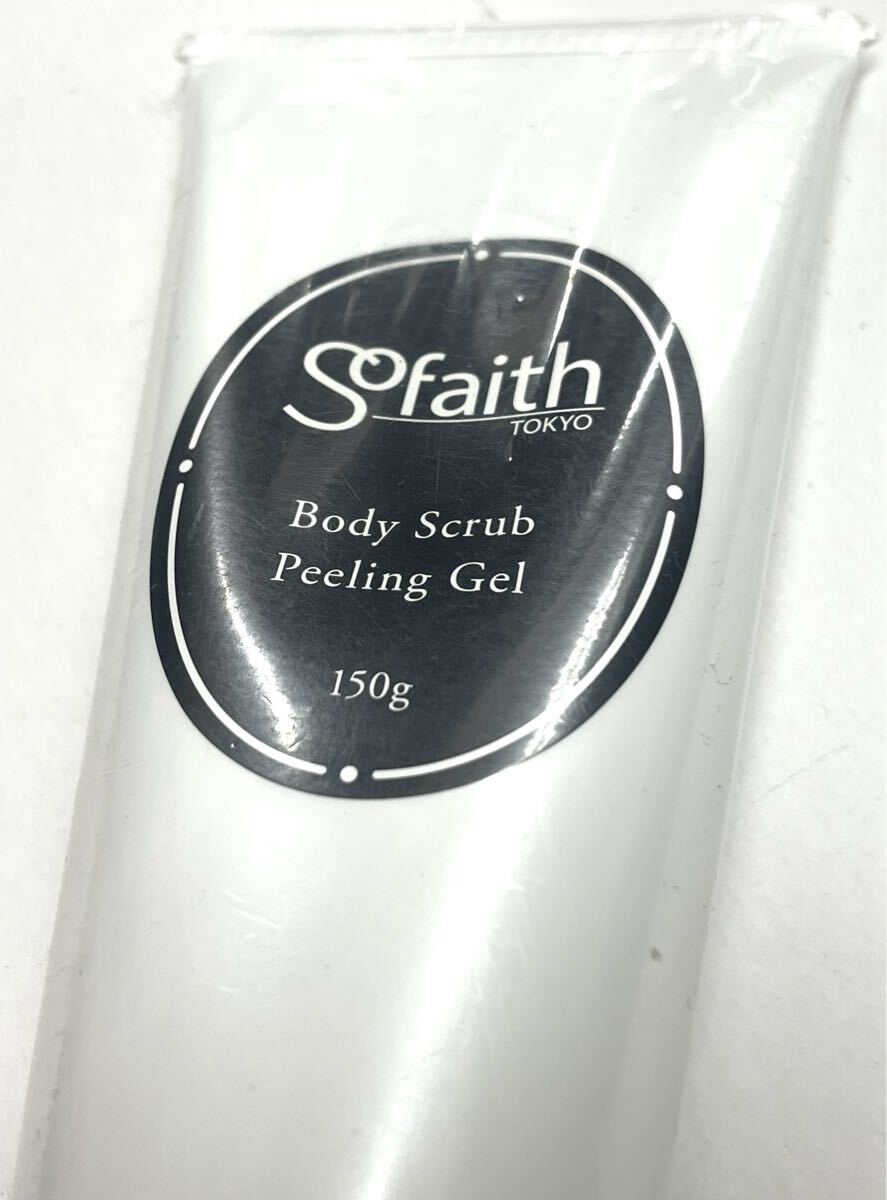 Sofaith
TOKYO
Body Scrub
Peeling Gel
150g